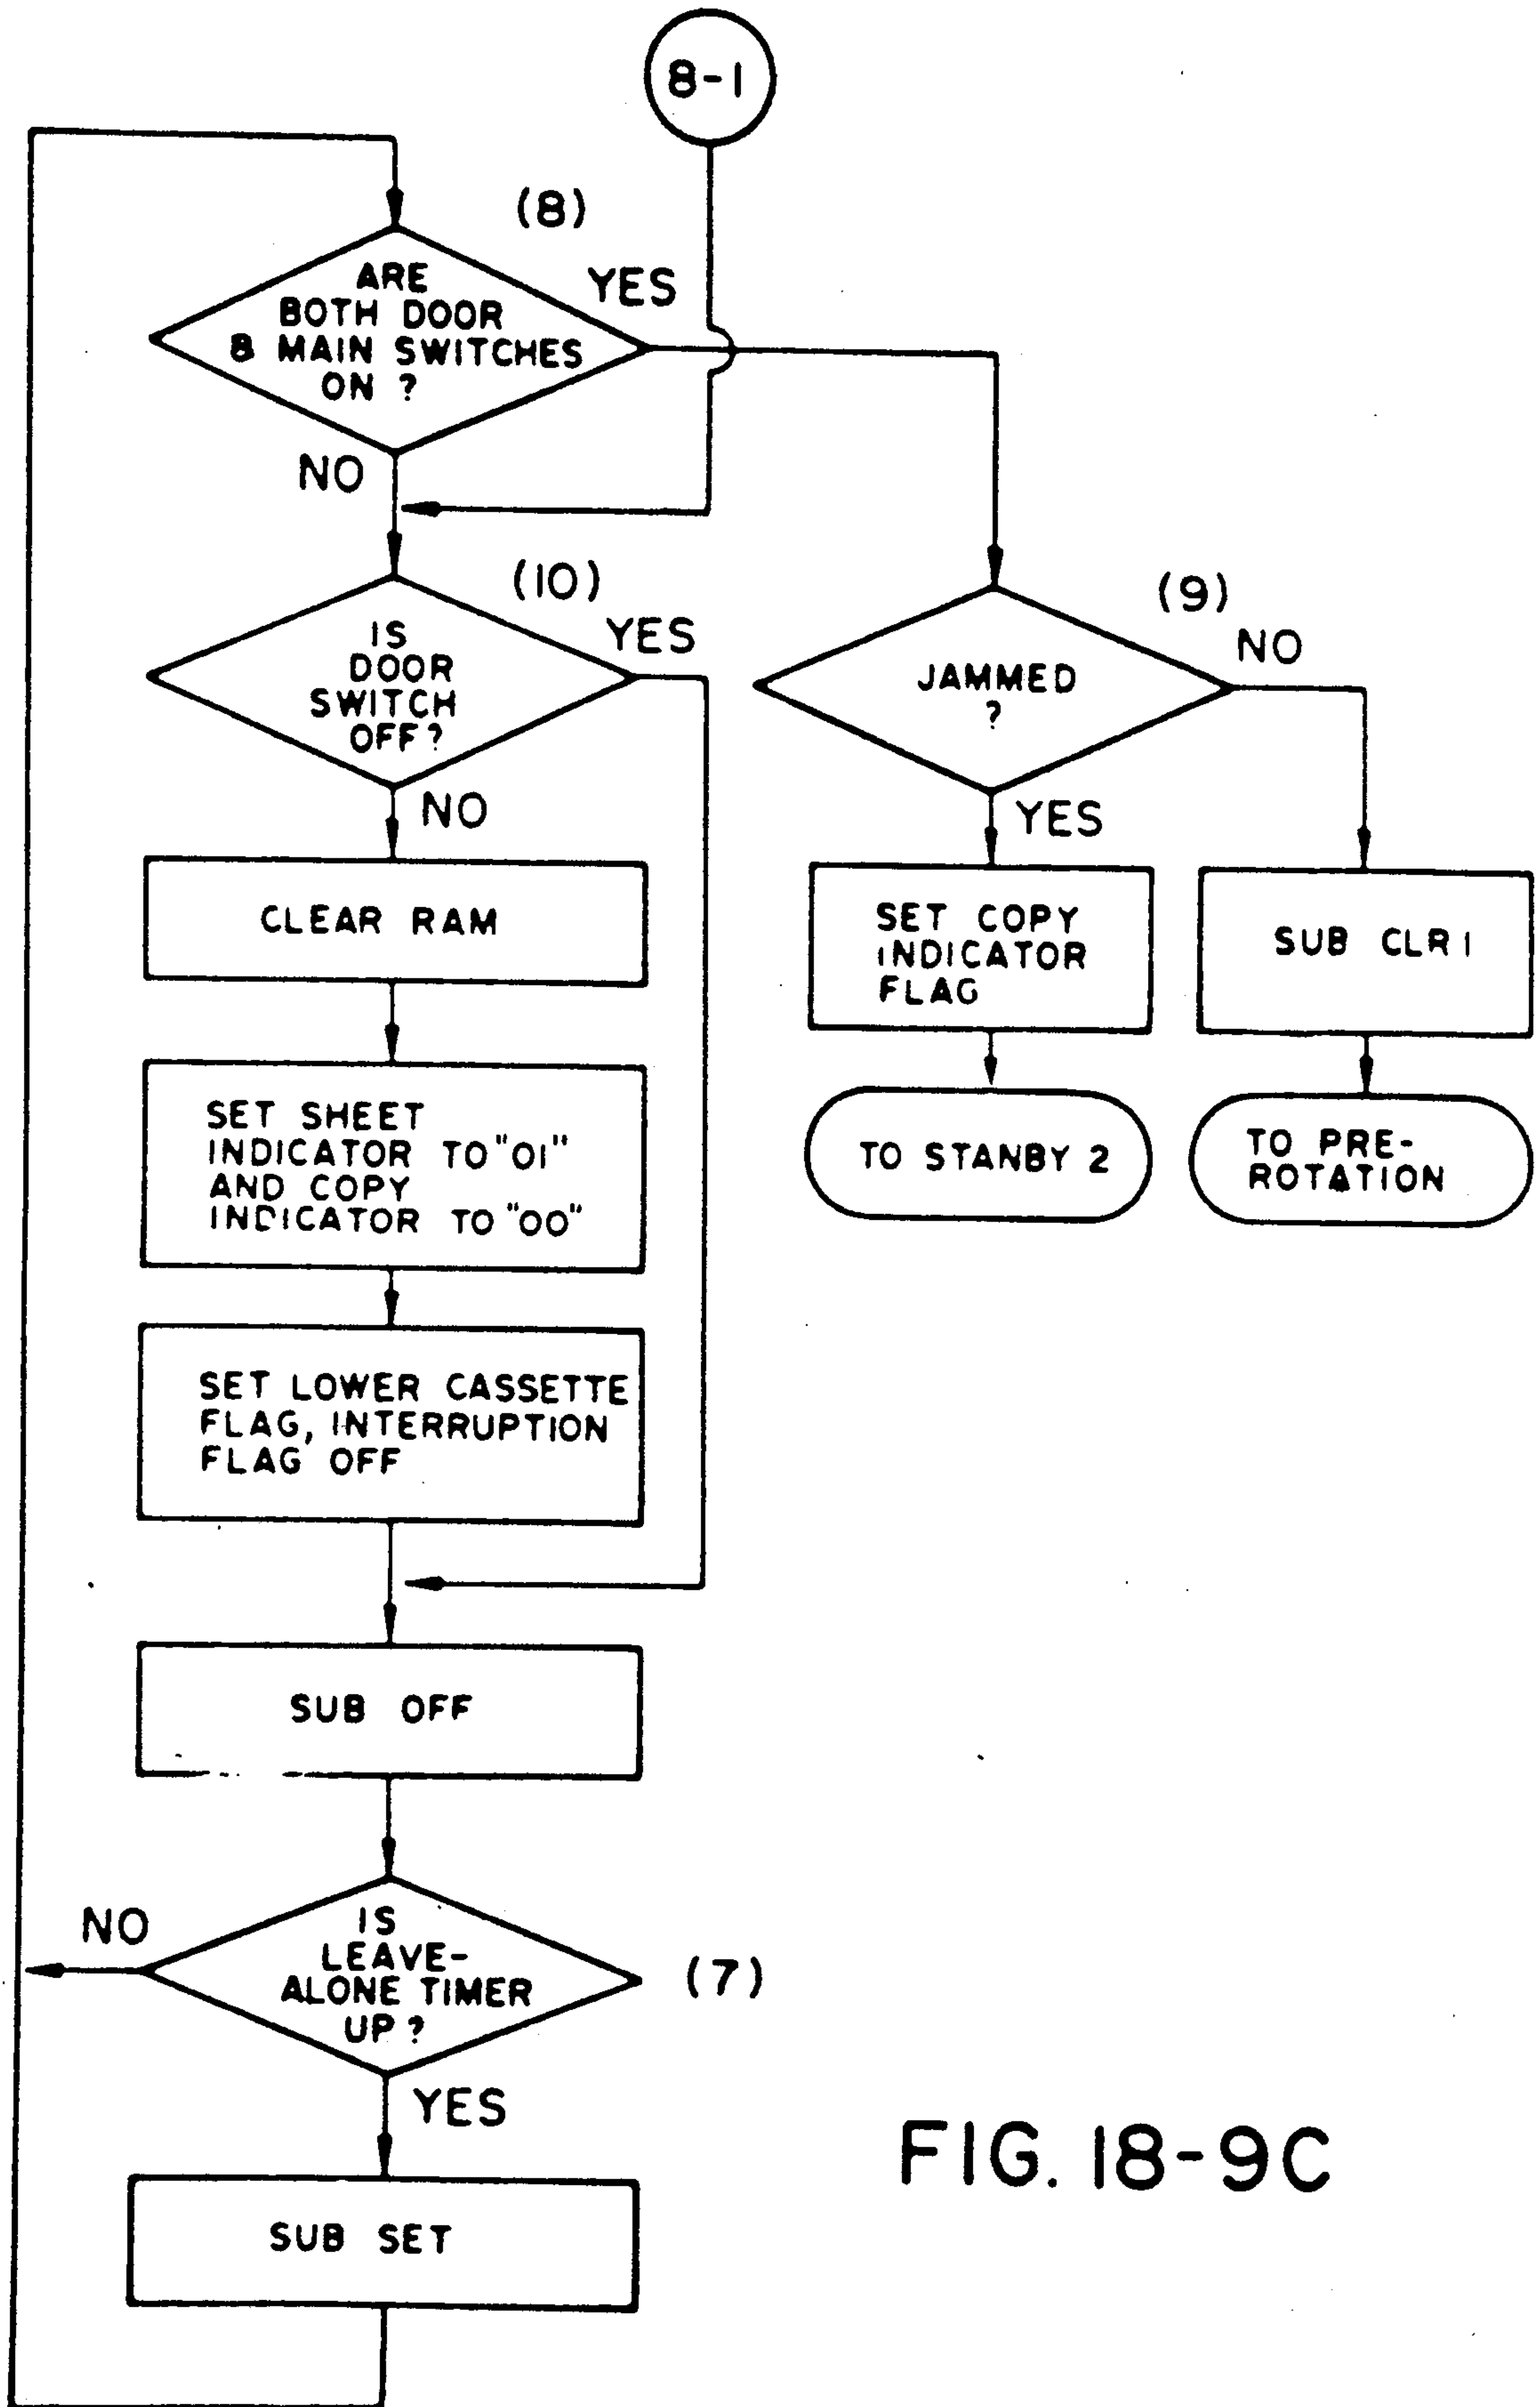 8-1
(8)
ARE
BOTH DOOR
8 MAIN SWITCHES
ON ?
YES
NO
(10)
IS
DOOR
SWITCH
OFF?
YES
NO
(9)
JAMMED
?
NO
YES
CLEAR RAM
SET COPY
INDICATOR
FLAG
SUB CLR 1
SET SHEET
INDICATOR TO "01"
AND COPY
INDICATOR TO "00"
TO STANBY 2
TO PRE-
ROTATION
SET LOWER CASSETTE
FLAG, INTERRUPTION
FLAG OFF
SUB OFF
NO
IS
LEAVE-
ALONE TIMER
UP ?
(7)
YES
SUB SET
FIG. 18-9C